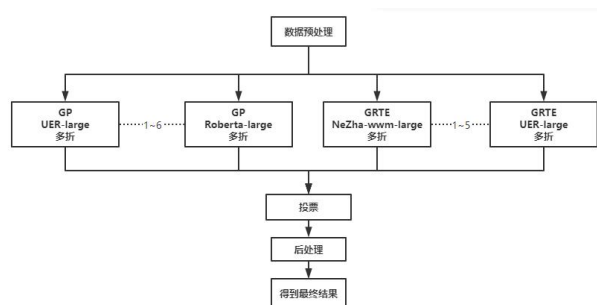 数据预处理
GP
UER-large
多折
1~6
GP
Roberta-large
多折
GRTE
NeZha-wwm-large
多折
1~5
GRTE
UER-large
多折
投票
后处理
得到最终结果